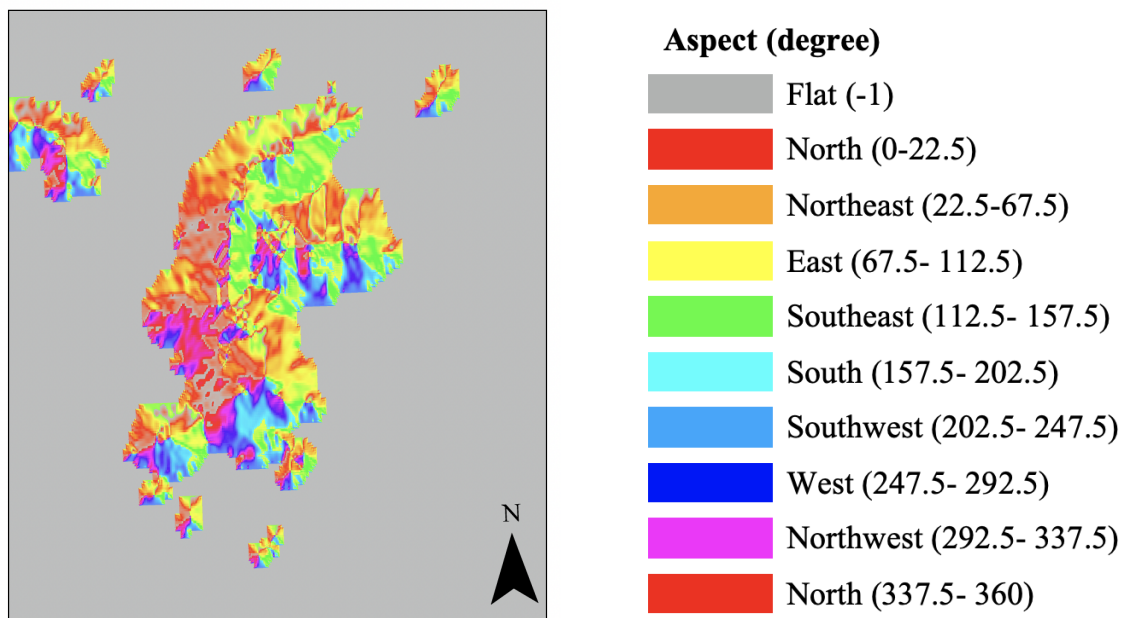 Aspect (degree)
Flat (-1)
North (0-22.5)
Northeast (22.5-67.5)
East (67.5- 112.5)
Southeast (112.5- 157.5)
South (157.5- 202.5)
Southwest (202.5- 247.5)
West (247.5- 292.5)
Northwest (292.5- 337.5)
North (337.5- 360)
N